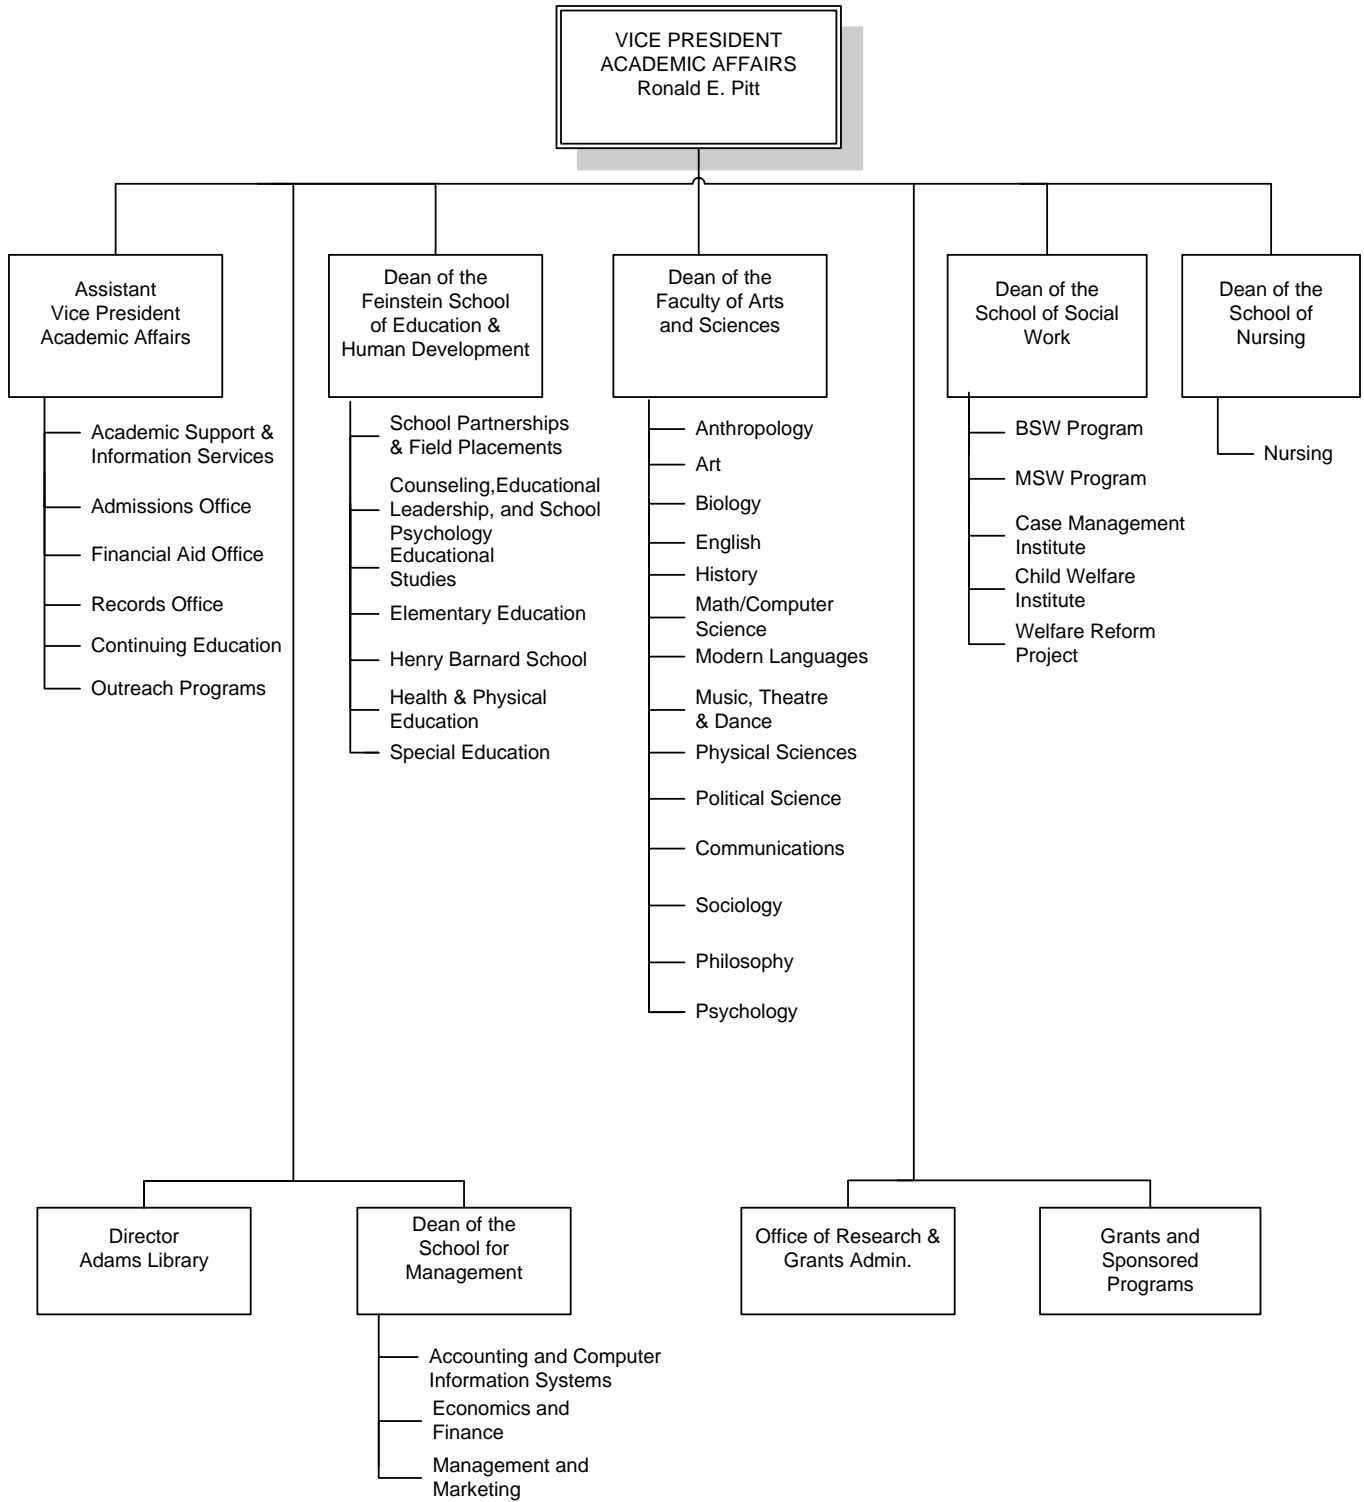 VICE PRESIDENT
ACADEMIC AFFAIRS
Ronald E. Pitt
Assistant
Vice President
Academic Affairs
Academic Support &
Information Services
Admissions Office
Financial Aid Office
Records Office
Continuing Education
Outreach Programs
Dean of the
Feinstein School
of Education &
Human Development
School Partnerships
& Field Placements
Counseling,Educational
Leadership, and School
Psychology
Educational
Studies
Elementary Education
Henry Barnard School
Health & Physical
Education
Special Education
Dean of the
Faculty of Arts
and Sciences
Anthropology
Art
Biology
English
History
Math/Computer
Science
Modern Languages
Music, Theatre
& Dance
Physical Sciences
Political Science
Communications
Sociology
Philosophy
Psychology
Dean of the
School of Social
Work
BSW Program
MSW Program
Case Management
Institute
Child Welfare
Institute
Welfare Reform
Project
Dean of the
School of
Nursing
Nursing
Director
Adams Library
Dean of the
School for
Management
Accounting and Computer
Information Systems
Economics and
Finance
Management and
Marketing
Office of Research &
Grants Admin.
Grants and
Sponsored
Programs